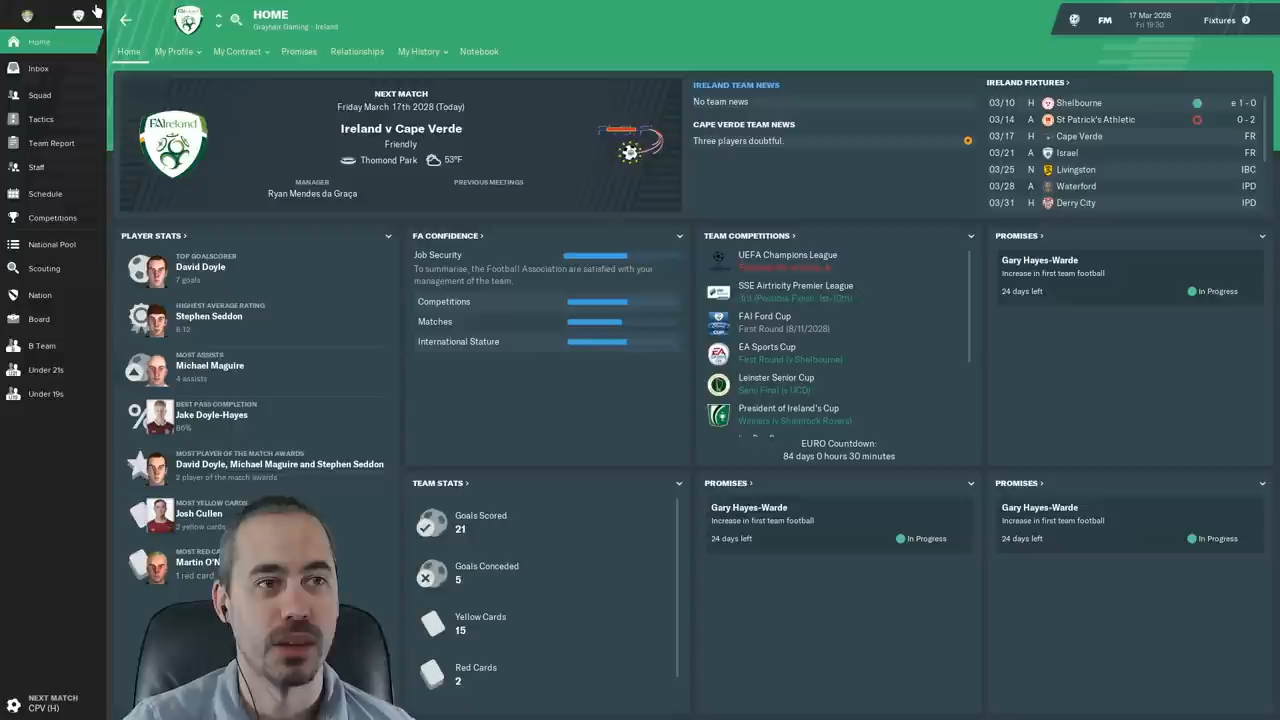 HOME
Grayhair Gaming - Ireland
FM
17 Mar 2028
Fri 19:30
Fixtures
Home
My Profile
My Contract
Promises
Relationships
My History
Notebook
Home
Inbox
Squad
Tactics
Team Report
Staff
Schedule
Competitions
National Pool
Scouting
Nation
Board
B Team
Under 21s
Under 19s
NEXT MATCH
CPV (H)
FAIreland
NEXT MATCH
Friday March 17th 2028 (Today)
Ireland v Cape Verde
Friendly
Thomond Park
53°F
MANAGER
Ryan Mendes da Graça
PREVIOUS MEETINGS
IRELAND TEAM NEWS
No team news
CAPE VERDE TEAM NEWS
Three players doubtful.
IRELAND FIXTURES >
03/10 H Shelbourne e 1 - 0
03/14 A St Patrick's Athletic 0 - 2
03/17 H Cape Verde FR
03/21 A Israel FR
03/25 N Livingston IBC
03/28 A Waterford IPD
03/31 H Derry City IPD
PLAYER STATS >
TOP GOALSCORER
David Doyle
7 goals
HIGHEST AVERAGE RATING
Stephen Seddon
8.12
MOST ASSISTS
Michael Maguire
4 assists
BEST PASS COMPLETION
Jake Doyle-Hayes
86%
MOST PLAYER OF THE MATCH AWARDS
David Doyle, Michael Maguire and Stephen Seddon
2 player of the match awards
MOST YELLOW CARDS
Josh Cullen
2 yellow cards
MOST RED CA
Martin O'N
1 red card
FA CONFIDENCE >
Job Security
To summarise, the Football Association are satisfied with your
management of the team.
Competitions
Matches
International Stature
TEAM STATS >
Goals Scored
21
Goals Conceded
5
Yellow Cards
15
Red Cards
2
TEAM COMPETITIONS >
UEFA Champions League
SSE Airtricity Premier League
3rd (Possible Finish: 1st-10th)
FAI Ford Cup
First Round (8/11/2028)
EA Sports Cup
First Round (v Shelbourne)
Leinster Senior Cup
Semi Final (v UCD)
President of Ireland's Cup
Winners (v Shamrock Rovers)
EURO Countdown:
84 days 0 hours 30 minutes
PROMISES >
Gary Hayes-Warde
Increase in first team football
24 days left
In Progress
PROMISES >
Gary Hayes-Warde
Increase in first team football
24 days left
In Progress
PROMISES >
Gary Hayes-Warde
Increase in first team football
24 days left
In Progress